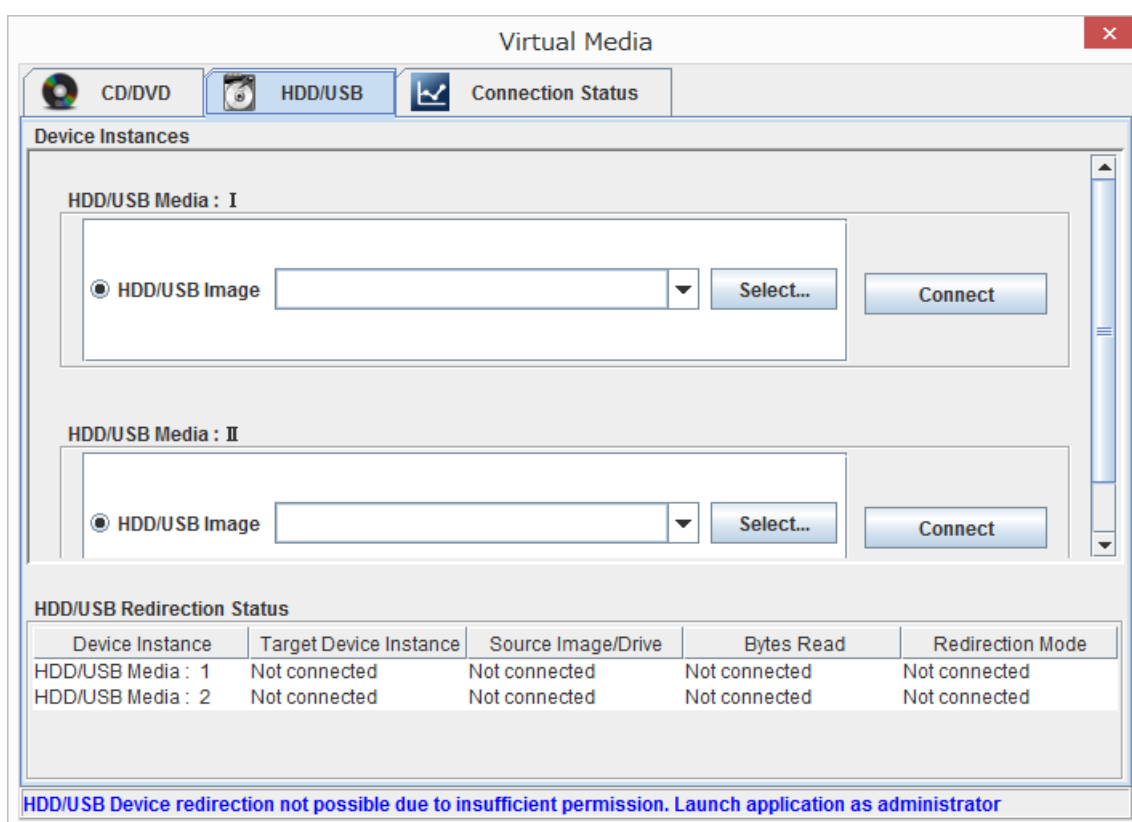 Virtual Media
CD/DVD HDD/USB Connection Status
Device Instances
HDD/USB Media : Ⅰ
HDD/USB Image Select... Connect
HDD/USB Media : Ⅱ
HDD/USB Image Select... Connect
HDD/USB Redirection Status
Device Instance Target Device Instance Source Image/Drive Bytes Read Redirection Mode
HDD/USB Media : 1 Not connected Not connected Not connected Not connected
HDD/USB Media : 2 Not connected Not connected Not connected Not connected
HDD/USB Device redirection not possible due to insufficient permission. Launch application as administrator